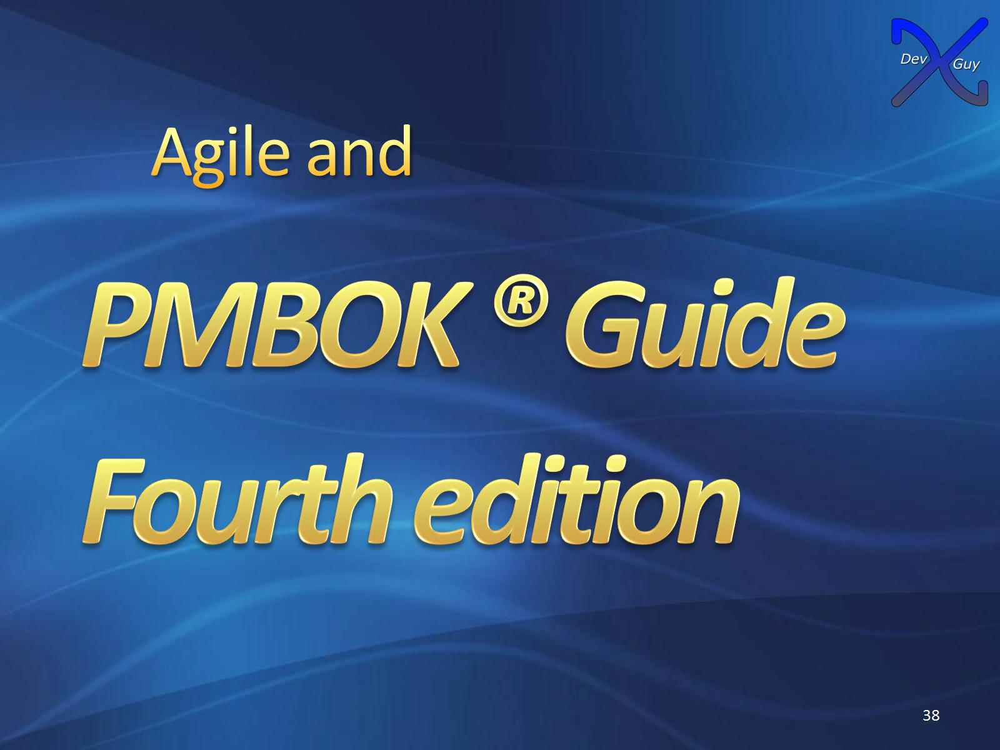 Dev Guy
Agile and
PMBOK ® Guide
Fourth edition
38